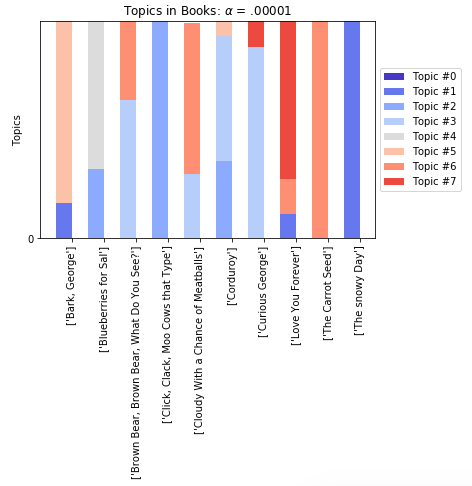 Topics in Books: α = .00001
Topics
0
Topic #0
Topic #1
Topic #2
Topic #3
Topic #4
Topic #5
Topic #6
Topic #7
['Bark, George']
['Blueberries for Sal']
['Brown Bear, Brown Bear, What Do You See?']
['Click, Clack, Moo Cows that Type']
['Cloudy With a Chance of Meatballs']
['Corduroy']
['Curious George']
['Love You Forever']
['The Carrot Seed']
['The snowy Day']